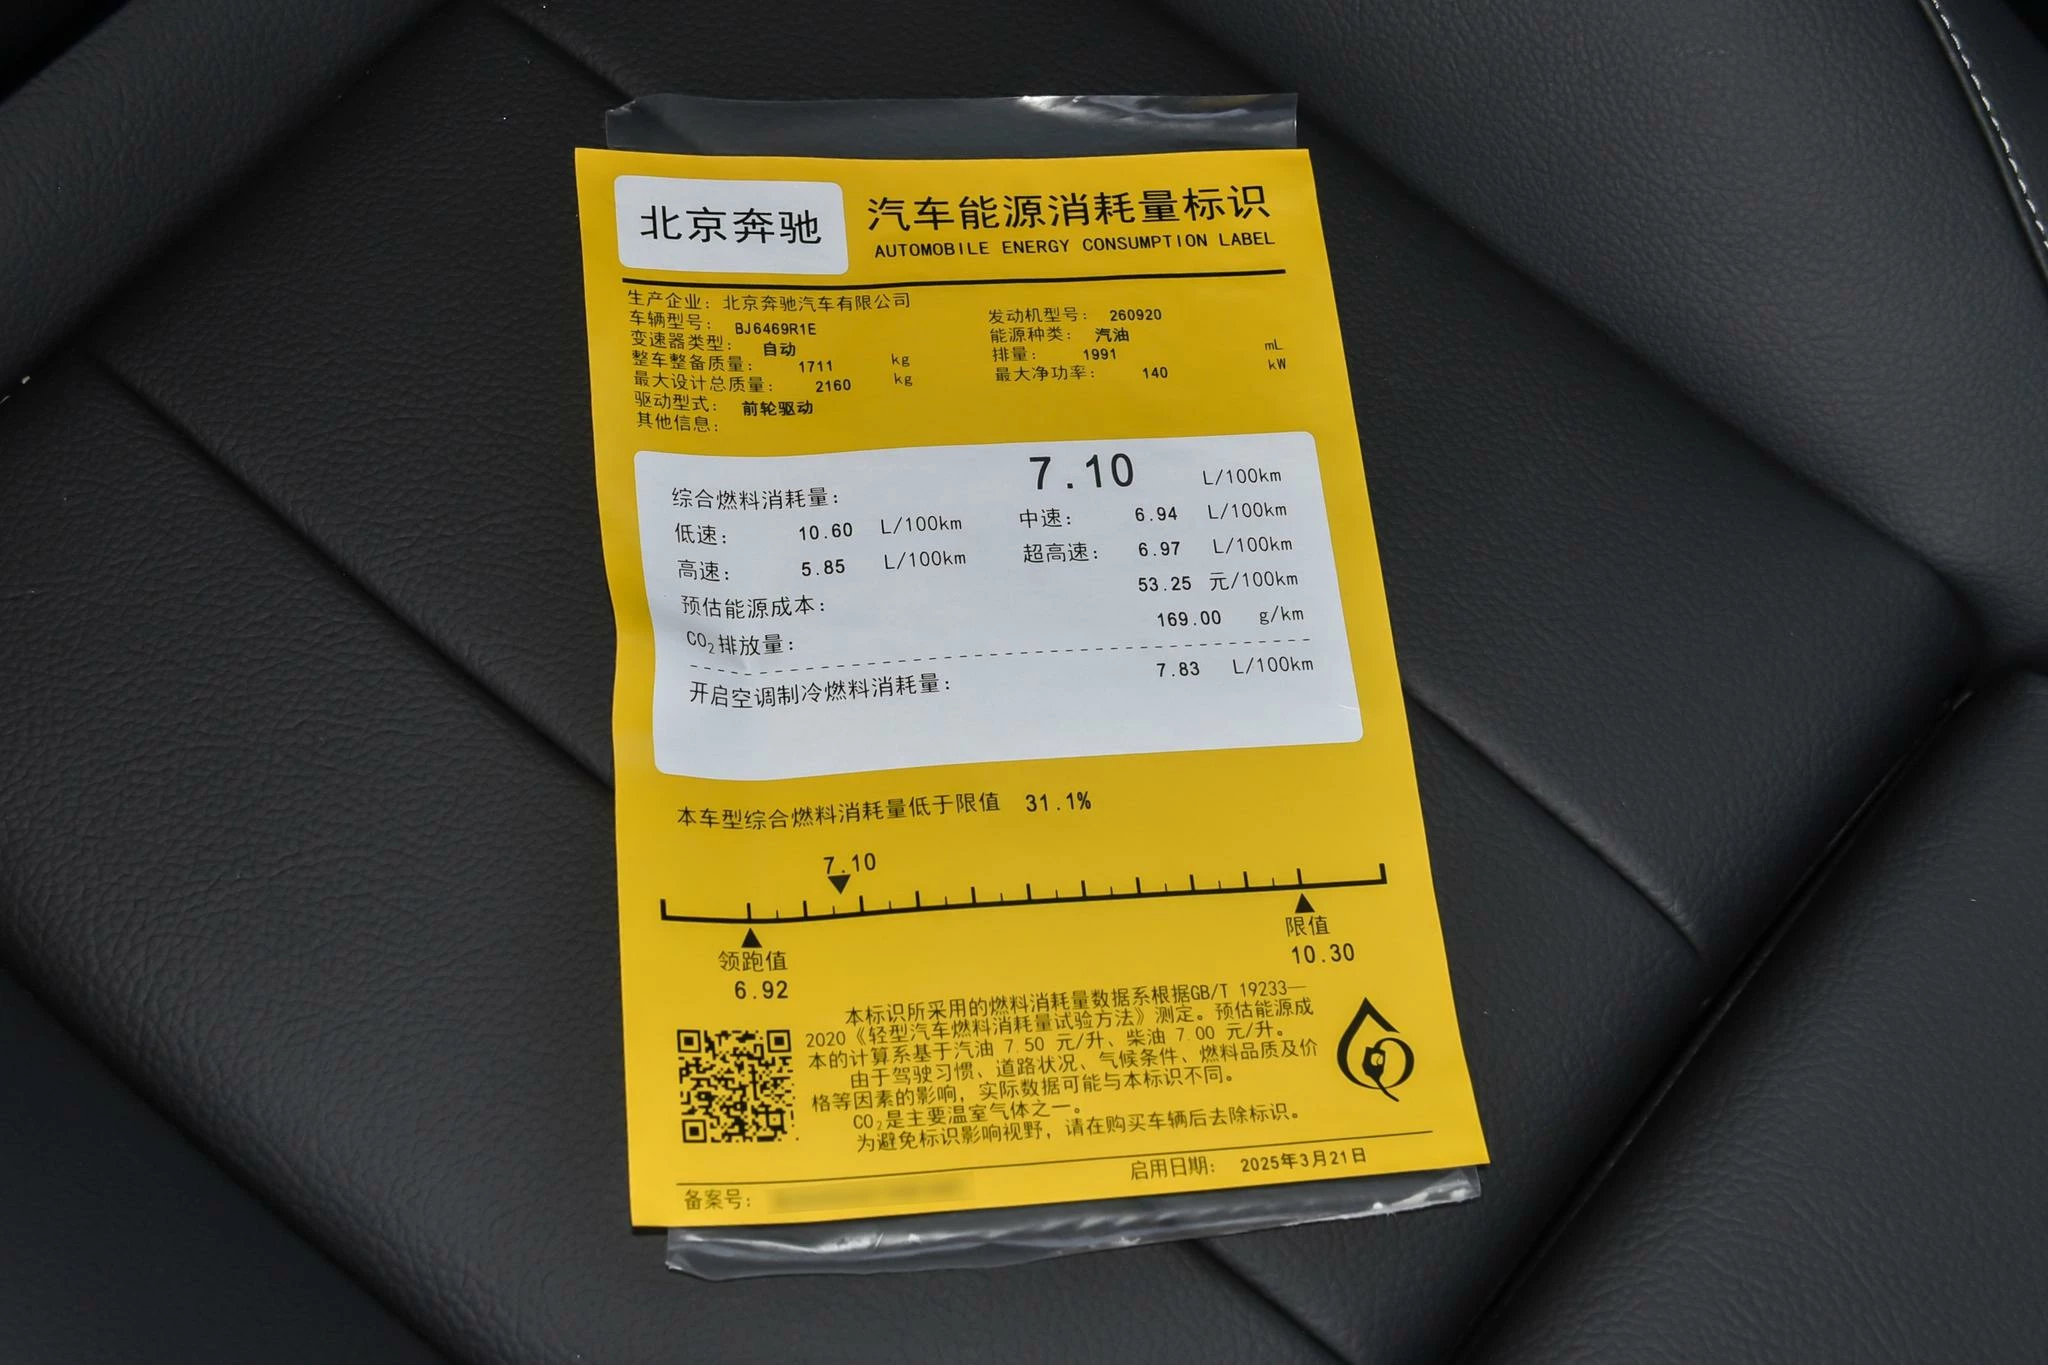 北京奔驰
汽车能源消耗量标识
AUTOMOBILE ENERGY CONSUMPTION LABEL
生产企业: 北京奔驰汽车有限公司
车辆型号: BJ6469R1E 发动机型号: 260920
变速器类型: 自动 能源种类: 汽油
整车整备质量: 1711 kg 排量: 1991 mL
最大设计总质量: 2160 kg 最大净功率: 140 kW
驱动型式: 前轮驱动
其他信息:
综合燃料消耗量: 7.10 L/100km
低速: 10.60 L/100km 中速: 6.94 L/100km
高速: 5.85 L/100km 超高速: 6.97 L/100km
预估能源成本: 53.25 元/100km
CO₂排放量: 169.00 g/km
开启空调制冷燃料消耗量: 7.83 L/100km
本车型综合燃料消耗量低于限值 31.1%
7.10
领跑值
6.92
限值
10.30
本标识所采用的燃料消耗量数据系根据GB/T 19233—
2020《轻型汽车燃料消耗量试验方法》测定。预估能源成
本的计算系基于汽油 7.50 元/升、柴油 7.00 元/升。
由于驾驶习惯、道路状况、气候条件、燃料品质及价
格等因素的影响，实际数据可能与本标识不同。
CO₂是主要温室气体之一。
为避免标识影响视野，请在购买车辆后去除标识。
备案号: 启用日期: 2025年3月21日